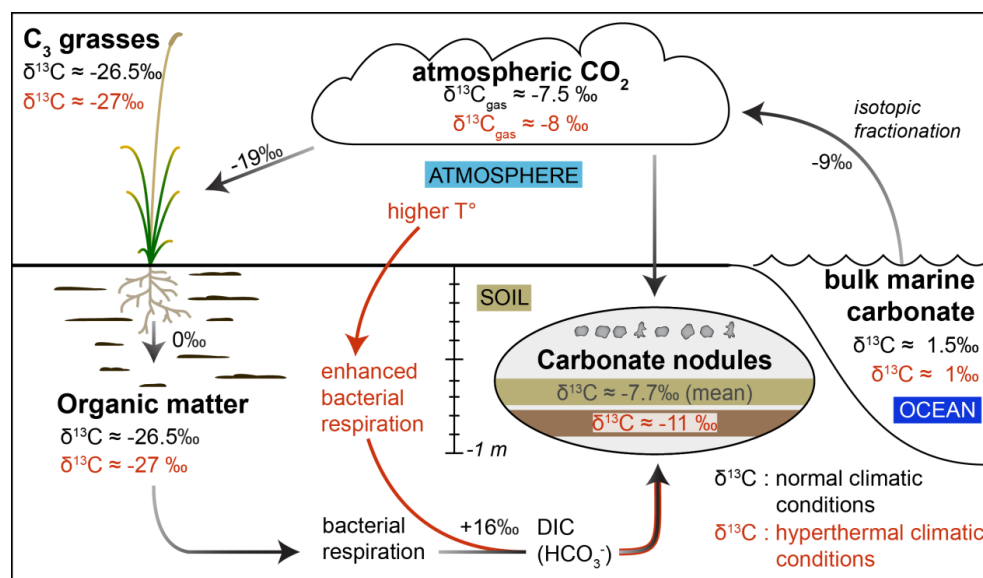 C₃ grasses
δ¹³C ≈ -26.5‰
δ¹³C ≈ -27‰
atmospheric CO₂
δ¹³Cgas ≈ -7.5 ‰
δ¹³Cgas ≈ -8 ‰
isotopic
fractionation
-9‰
-19‰
ATMOSPHERE
higher T°
SOIL
bulk marine
carbonate
δ¹³C ≈ 1.5‰
δ¹³C ≈ 1‰
OCEAN
0‰
Carbonate nodules
δ¹³C ≈ -7.7‰ (mean)
δ¹³C ≈ -11 ‰
enhanced
bacterial
respiration
Organic matter
δ¹³C ≈ -26.5‰
δ¹³C ≈ -27 ‰
-1 m
bacterial
respiration
+16‰
DIC
(HCO₃⁻)
δ¹³C : normal climatic
conditions
δ¹³C : hyperthermal climatic
conditions